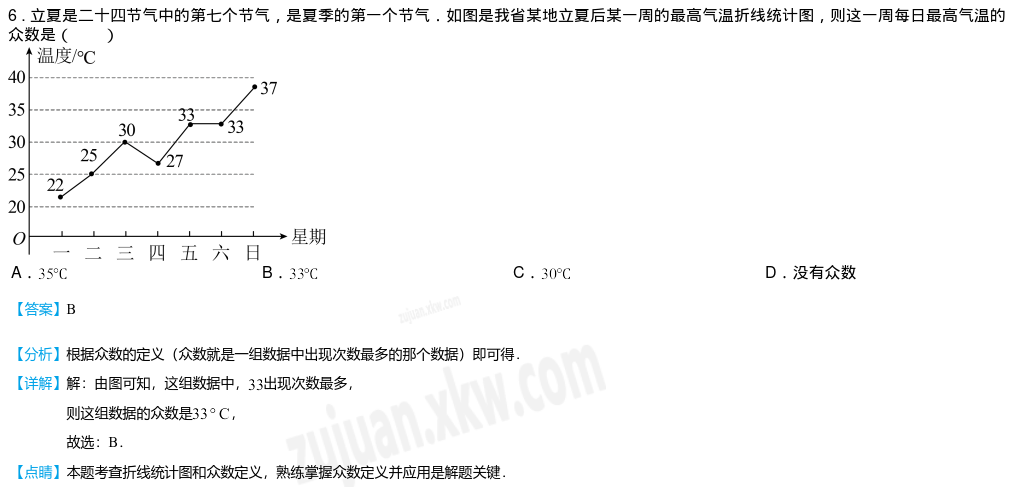 6．立夏是二十四节气中的第七个节气，是夏季的第一个节气．如图是我省某地立夏后某一周的最高气温折线统计图，则这一周每日最高气温的
众数是（　　）
温度/°C
40
37
35
33
33
30
30
27
25
25
22
20
O
一 二 三 四 五 六 日
星期
A．35℃ B．33℃ C．30℃ D．没有众数
【答案】B
【分析】根据众数的定义（众数就是一组数据中出现次数最多的那个数据）即可得．
【详解】解：由图可知，这组数据中，33出现次数最多，
则这组数据的众数是33°C，
故选：B．
【点睛】本题考查折线统计图和众数定义，熟练掌握众数定义并应用是解题关键．
zujuan.xkw.com
zujuan.xkw.com